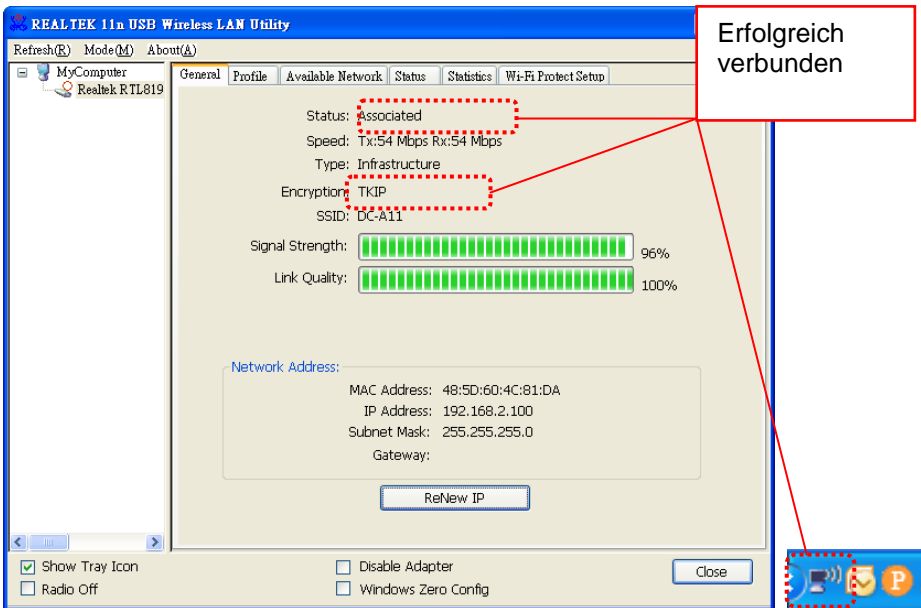 REALTEK 11n USB Wireless LAN Utility
Refresh(R) Mode(M) About(A)
MyComputer
Realtek RTL819
General Profile Available Network Status Statistics Wi-Fi Protect Setup
Status: Associated
Speed: Tx:54 Mbps Rx:54 Mbps
Type: Infrastructure
Encryption: TKIP
SSID: DC-A11
Signal Strength: 96%
Link Quality: 100%
Network Address:
MAC Address: 48:5D:60:4C:81:DA
IP Address: 192.168.2.100
Subnet Mask: 255.255.255.0
Gateway:
ReNew IP
Show Tray Icon
Radio Off
Disable Adapter
Windows Zero Config
Close
Erfolgreich
verbunden
P